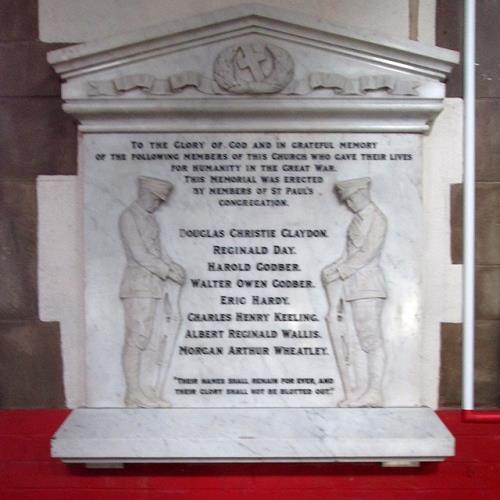 TO THE GLORY OF GOD AND IN GRATEFUL MEMORY
OF THE FOLLOWING MEMBERS OF THIS CHURCH WHO GAVE THEIR LIVES
FOR HUMANITY IN THE GREAT WAR.
THIS MEMORIAL WAS ERECTED
BY MEMBERS OF ST PAUL'S
CONGREGATION.
DOUGLAS CHRISTIE CLAYDON.
REGINALD DAY.
HAROLD GODBER.
WALTER OWEN GODBER.
ERIC HARDY.
CHARLES HENRY KEELING.
ALBERT REGINALD WALLIS.
MORGAN ARTHUR WHEATLEY.
"THEIR NAMES SHALL REMAIN FOR EVER, AND
THEIR GLORY SHALL NOT BE BLOTTED OUT."